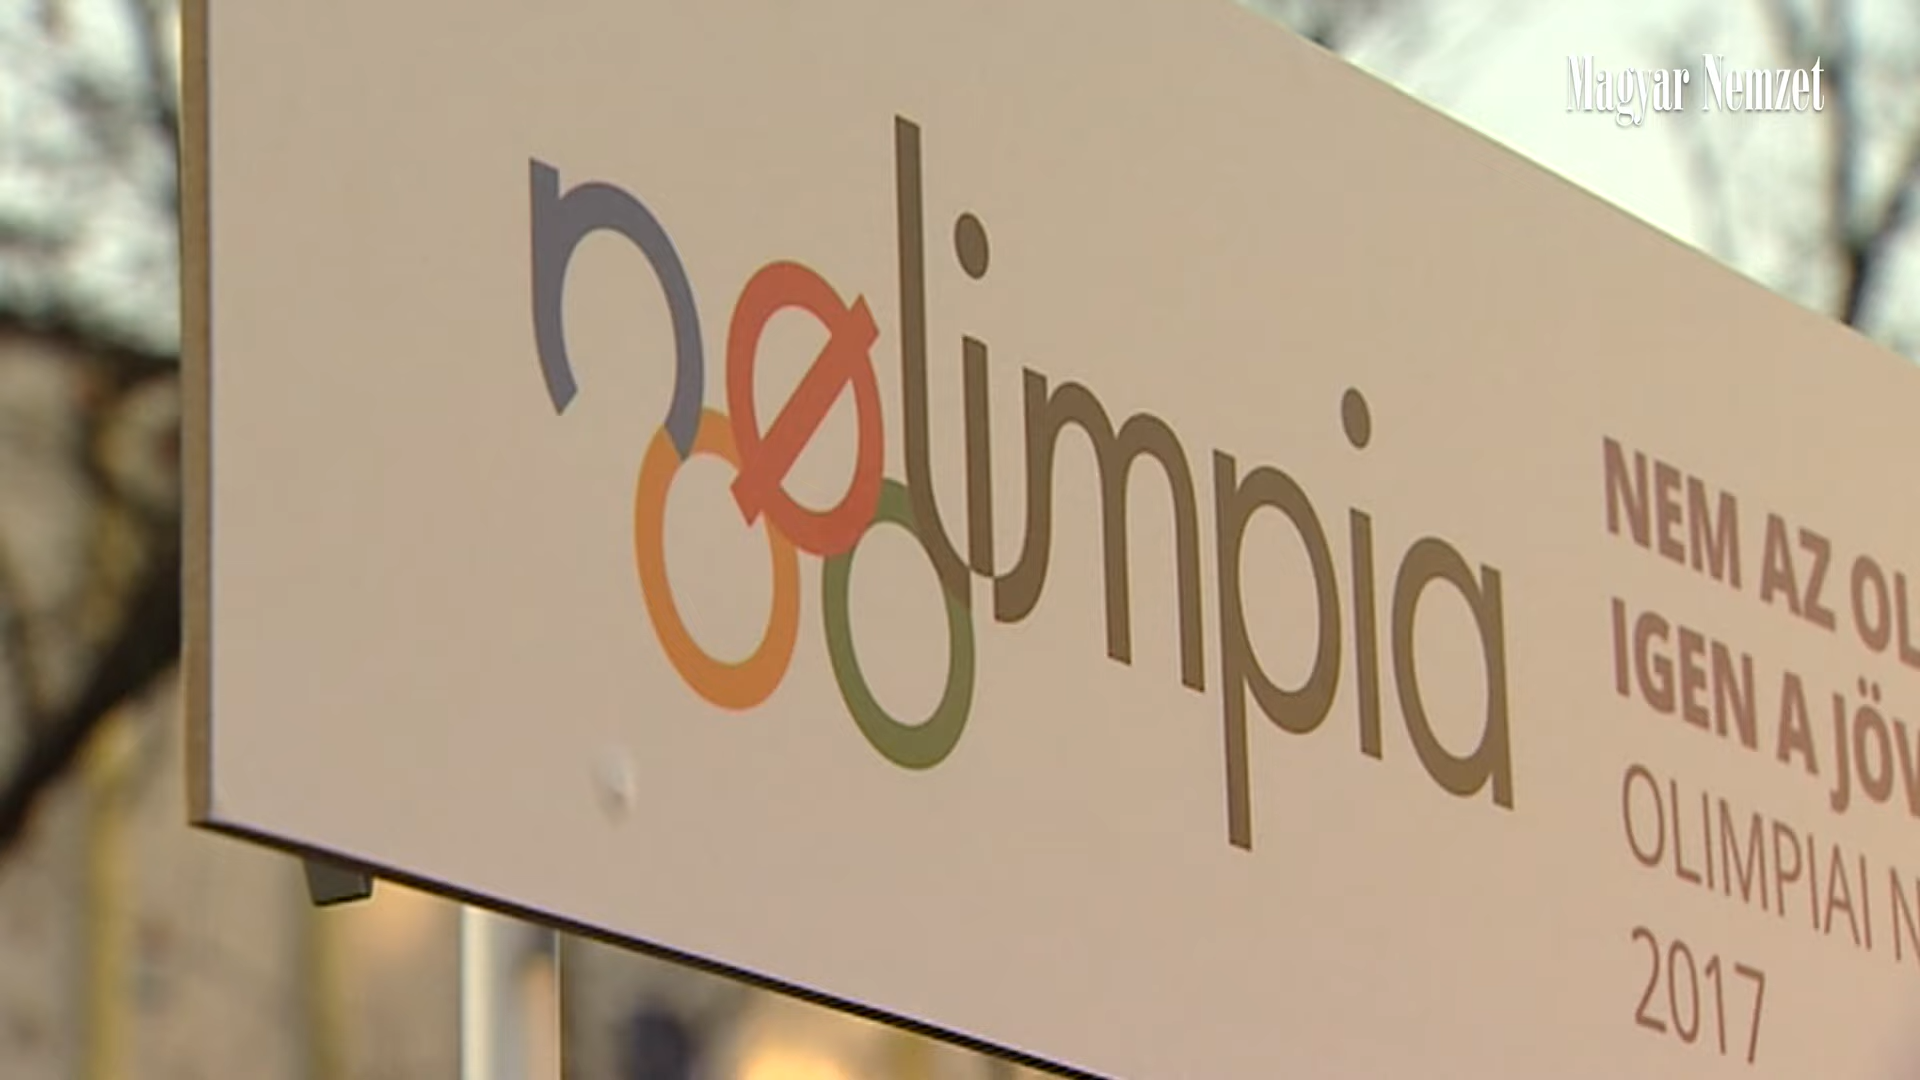 Magyar Nemzet
nolimpia
NEM AZ OL
IGEN A JÖV
OLIMPIAI N
2017